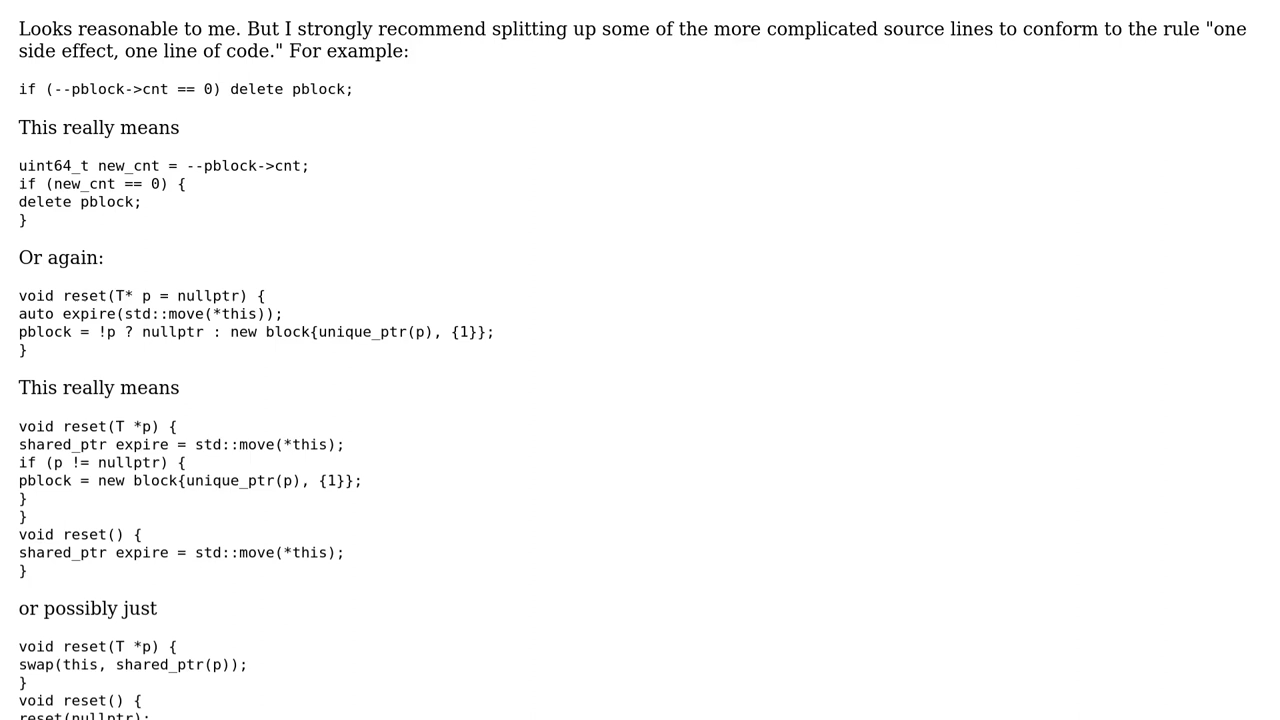 Looks reasonable to me. But I strongly recommend splitting up some of the more complicated source lines to conform to the rule "one
side effect, one line of code." For example:
if (--pblock->cnt == 0) delete pblock;
This really means
uint64_t new_cnt = --pblock->cnt;
if (new_cnt == 0) {
delete pblock;
}
Or again:
void reset(T* p = nullptr) {
auto expire(std::move(*this));
pblock = !p ? nullptr : new block{unique_ptr(p), {1}};
}
This really means
void reset(T *p) {
shared_ptr expire = std::move(*this);
if (p != nullptr) {
pblock = new block{unique_ptr(p), {1}};
}
}
void reset() {
shared_ptr expire = std::move(*this);
}
or possibly just
void reset(T *p) {
swap(this, shared_ptr(p));
}
void reset() {
reset(nullptr);